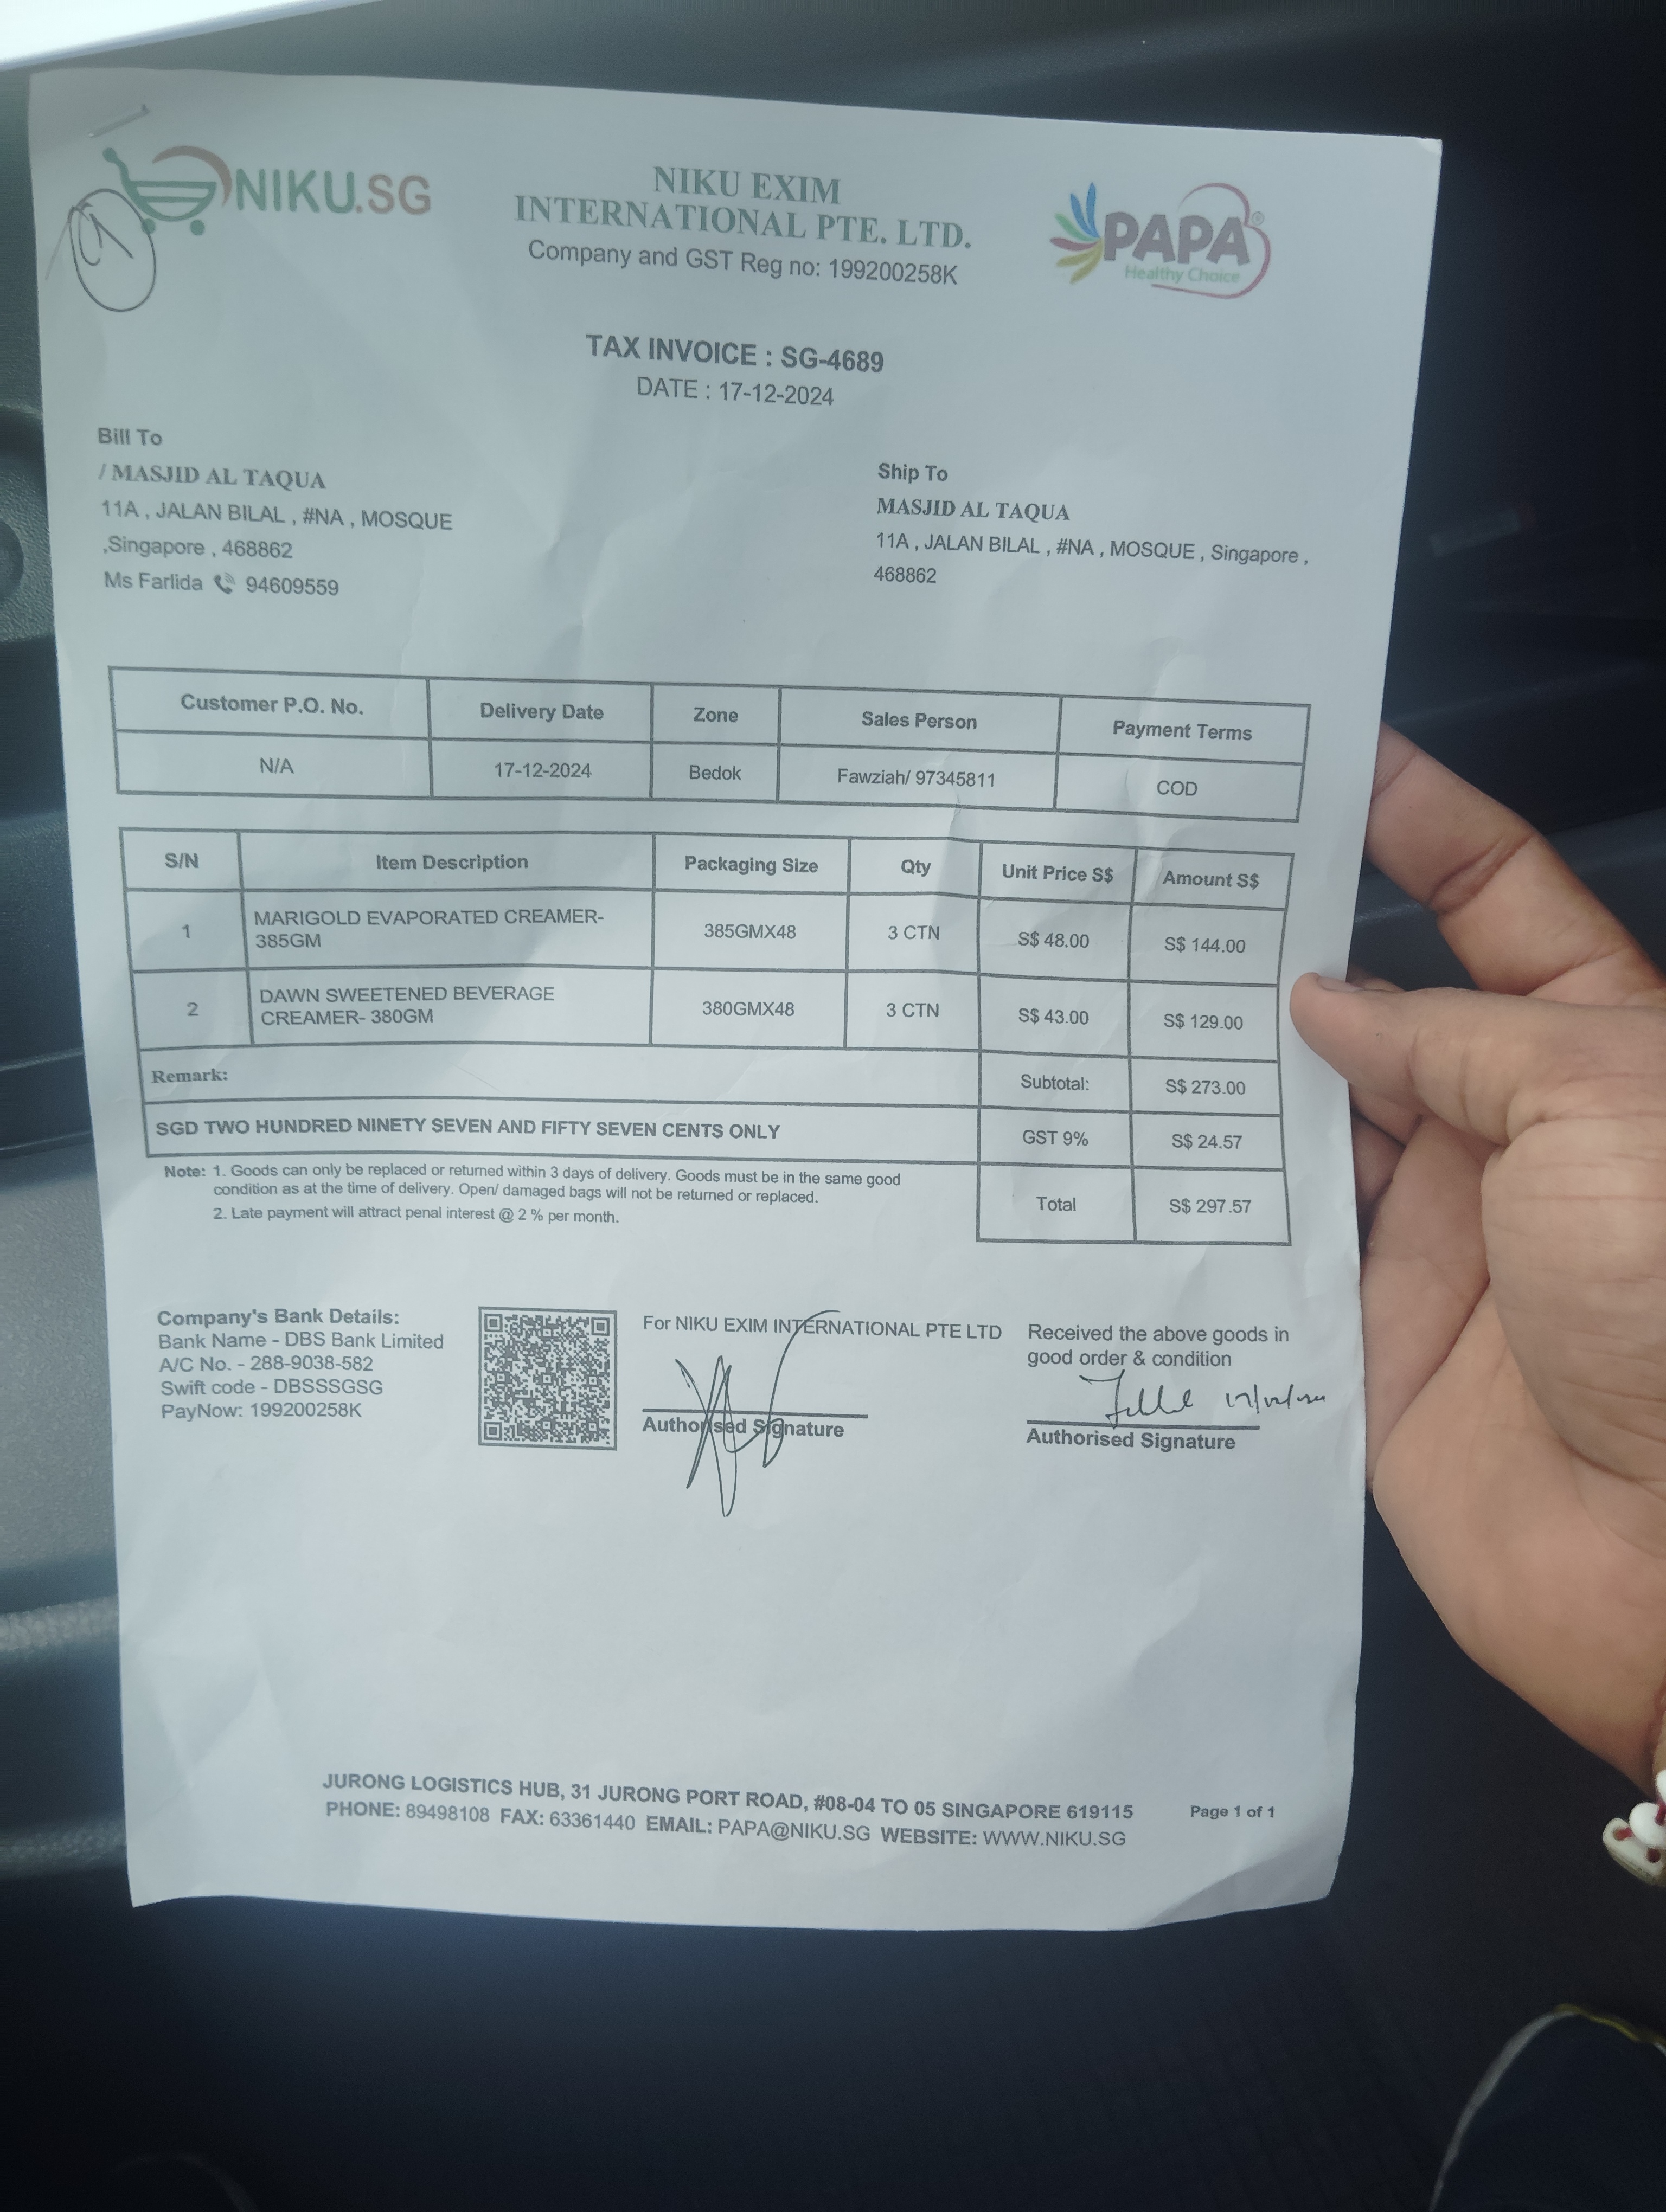 NIKU.SG
NIKU EXIM
INTERNATIONAL PTE. LTD.
Company and GST Reg no: 199200258K
PAPA®
Healthy Choice
1
TAX INVOICE : SG-4689
DATE : 17-12-2024
Bill To
/ MASJID AL TAQUA
11A , JALAN BILAL , #NA , MOSQUE
,Singapore , 468862
Ms Farlida 94609559
Ship To
MASJID AL TAQUA
11A , JALAN BILAL , #NA , MOSQUE , Singapore ,
468862
Customer P.O. No. Delivery Date Zone Sales Person Payment Terms
N/A 17-12-2024 Bedok Fawziah/ 97345811 COD
S/N Item Description Packaging Size Qty Unit Price S$ Amount S$
1 MARIGOLD EVAPORATED CREAMER- 385GMX48 3 CTN S$ 48.00 S$ 144.00
385GM
2 DAWN SWEETENED BEVERAGE 380GMX48 3 CTN S$ 43.00 S$ 129.00
CREAMER- 380GM
Remark: Subtotal: S$ 273.00
SGD TWO HUNDRED NINETY SEVEN AND FIFTY SEVEN CENTS ONLY GST 9% S$ 24.57
Total S$ 297.57
Note: 1. Goods can only be replaced or returned within 3 days of delivery. Goods must be in the same good
condition as at the time of delivery. Open/ damaged bags will not be returned or replaced.
2. Late payment will attract penal interest @ 2 % per month.
Company's Bank Details:
Bank Name - DBS Bank Limited
A/C No. - 288-9038-582
Swift code - DBSSSGSG
PayNow: 199200258K
For NIKU EXIM INTERNATIONAL PTE LTD
Authorised Signature
Received the above goods in
good order & condition
Authorised Signature
JURONG LOGISTICS HUB, 31 JURONG PORT ROAD, #08-04 TO 05 SINGAPORE 619115
PHONE: 89498108 FAX: 63361440 EMAIL: PAPA@NIKU.SG WEBSITE: WWW.NIKU.SG
Page 1 of 1